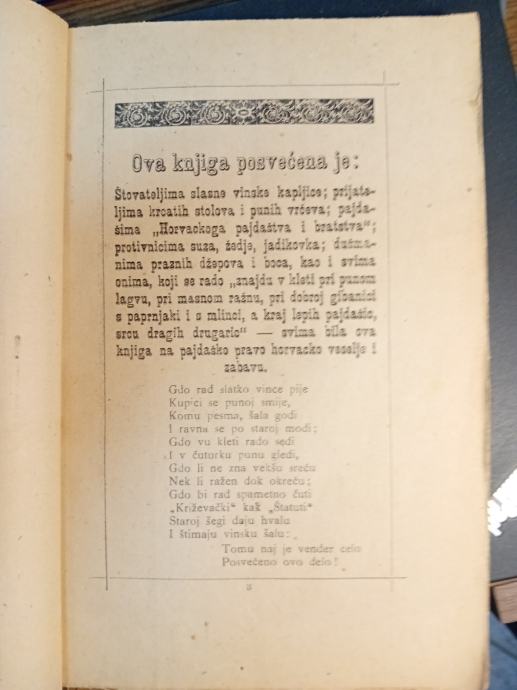 Ova knjiga posvećena je:
Štovateljima slasne vinske kapljice; prijate-
ljima krcatih stolova i punih vrčeva; pajda-
šima „Horvackoga pajdaštva i bratstva“;
protivnicima suza, žedje, jadikovka; dušma-
nima praznih džepova i boca, kao i svima
onima, koji se rado „znajdu v kleti pri punom
lagvu, pri masnom ražnu, pri dobroj gibanici
s paprnjaki i s mlinci, a kraj lepih pajdašic,
srcu dragih drugaric“ — svima bila ova
knjiga na pajdaško pravo horvacko veselje i
zabavu.
Gdo rad slatko vince pije
Kupici se punoj smije,
Komu pesma, šala godi
I ravna se po staroj modi;
Gdo vu kleti rado sedi
I v čuturku punu gledi,
Gdo li ne zna vekšu sreću
Nek li ražen dok okreću;
Gdo bi rad spametno čuti
„Križevački“ kak „Štatuti“
Staroj šegi daju hvalu
I štimaju vinsku šalu:
Tomu naj je vender celo
Posvećeno ovo delo!
3